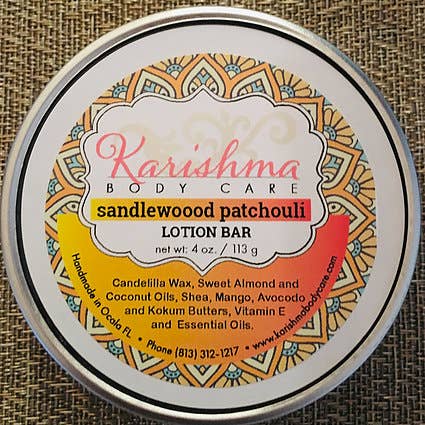 Karishma
BODY CARE
sandlewoood patchouli
LOTION BAR
net wt: 4 oz. / 113 g
Candelilla Wax, Sweet Almond and
Coconut Oils, Shea, Mango, Avocodo
and Kokum Butters, Vitamin E
and Essential Oils.
Handmade in Ocala FL • Phone (813) 312-1217 • www.karishmabodycare.com